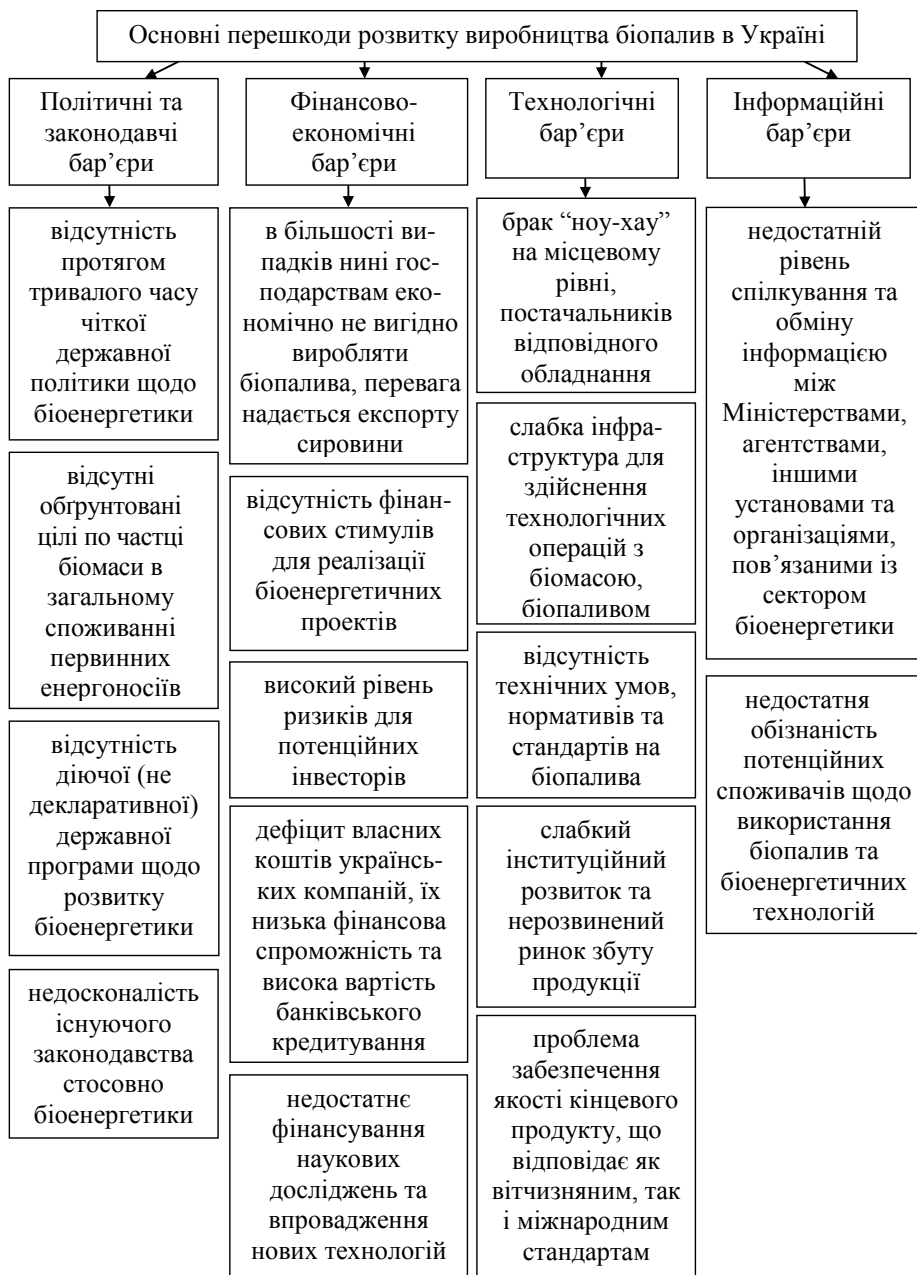 Основні перешкоди розвитку виробництва біопалив в Україні
Політичні та
законодавчі
бар’єри
відсутність
протягом
тривалого часу
чіткої
державної
політики щодо
біоенергетики
відсутні
обґрунтовані
цілі по частці
біомаси в
загальному
споживанні
первинних
енергоносіїв
відсутність
діючої (не
декларативної)
державної
програми щодо
розвитку
біоенергетики
недосконалість
існуючого
законодавства
стосовно
біоенергетики
Фінансово-
економічні
бар’єри
в більшості ви-
падків нині гос-
подарствам еко-
номічно не вигідно
виробляти
біопалива, перевага
надається експорту
сировини
відсутність фінан-
сових стимулів
для реалізації
біоенергетичних
проектів
високий рівень
ризиків для
потенційних
інвесторів
дефіцит власних
коштів українсь-
ких компаній, їх
низька фінансова
спроможність та
висока вартість
банківського
кредитування
недостатнє
фінансування
наукових
досліджень та
впровадження
нових технологій
Технологічні
бар’єри
брак “ноу-хау”
на місцевому
рівні,
постачальників
відповідного
обладнання
слабка інфра-
структура для
здійснення
технологічних
операцій з
біомасою,
біопаливом
відсутність
технічних умов,
нормативів та
стандартів на
біопалива
слабкий
інституційний
розвиток та
нерозвинений
ринок збуту
продукції
проблема
забезпечення
якості кінцевого
продукту, що
відповідає як
вітчизняним, так
і міжнародним
стандартам
Інформаційні
бар’єри
недостатній
рівень
спілкування та
обміну
інформацією
між
Міністерствами,
агентствами,
іншими
установами та
організаціями,
пов’язаними із
сектором
біоенергетики
недостатня
обізнаність
потенційних
споживачів щодо
використання
біопалив та
біоенергетичних
технологій